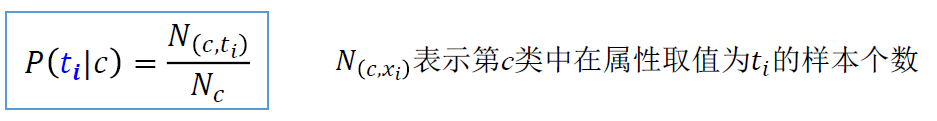 P(t_i|c) = N_(c,t_i) / N_c
N_(c,x_i)表示第c类中在属性取值为t_i的样本个数